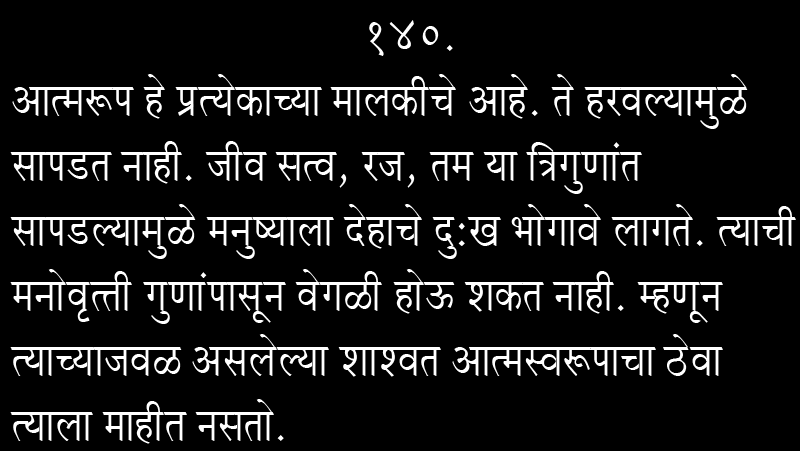 १४०.
आत्मरूप हे प्रत्येकाच्या मालकीचे आहे. ते हरवल्यामुळे
सापडत नाही. जीव सत्व, रज, तम या त्रिगुणांत
सापडल्यामुळे मनुष्याला देहाचे दुःख भोगावे लागते. त्याची
मनोवृत्ती गुणांपासून वेगळी होऊ शकत नाही. म्हणून
त्याच्याजवळ असलेल्या शाश्वत आत्मस्वरूपाचा ठेवा
त्याला माहीत नसतो.